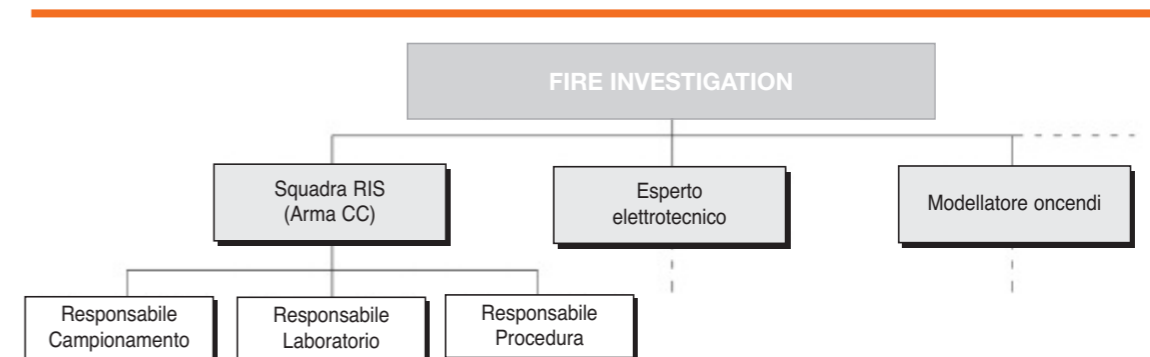 FIRE INVESTIGATION
Squadra RIS
(Arma CC)
Esperto
elettrotecnico
Modellatore oncendi
Responsabile
Campionamento
Responsabile
Laboratorio
Responsabile
Procedura